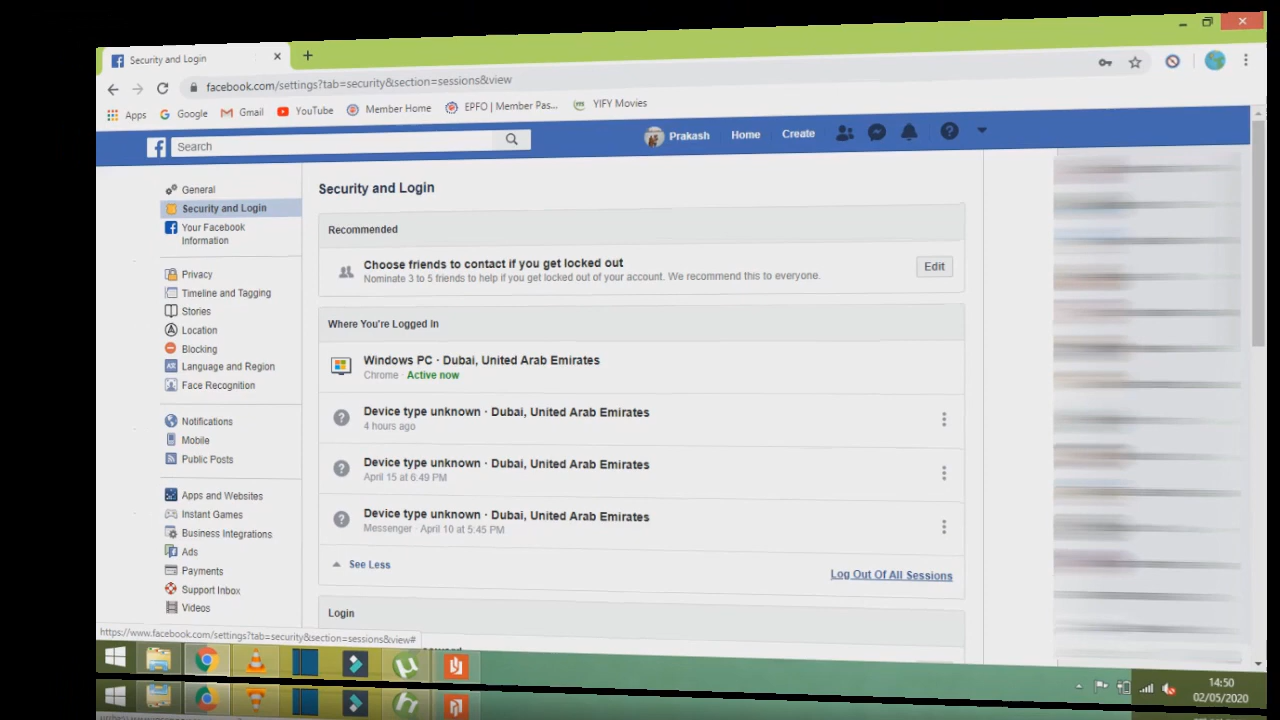 Security and Login
facebook.com/settings?tab=security&section=sessions&view
Apps
Google
Gmail
YouTube
Member Home
EPFO | Member Pas...
YIFY Movies
Search
Prakash
Home
Create
General
Security and Login
Your Facebook
Information
Privacy
Timeline and Tagging
Stories
Location
Blocking
Language and Region
Face Recognition
Notifications
Mobile
Public Posts
Apps and Websites
Instant Games
Business Integrations
Ads
Payments
Support Inbox
Videos
Security and Login
Recommended
Choose friends to contact if you get locked out
Nominate 3 to 5 friends to help if you get locked out of your account. We recommend this to everyone.
Edit
Where You're Logged In
Windows PC · Dubai, United Arab Emirates
Chrome · Active now
Device type unknown · Dubai, United Arab Emirates
4 hours ago
Device type unknown · Dubai, United Arab Emirates
April 15 at 6:49 PM
Device type unknown · Dubai, United Arab Emirates
Messenger · April 10 at 5:45 PM
See Less
Log Out Of All Sessions
Login
https://www.facebook.com/settings?tab=security&section=sessions&view#
14:50
02/05/2020